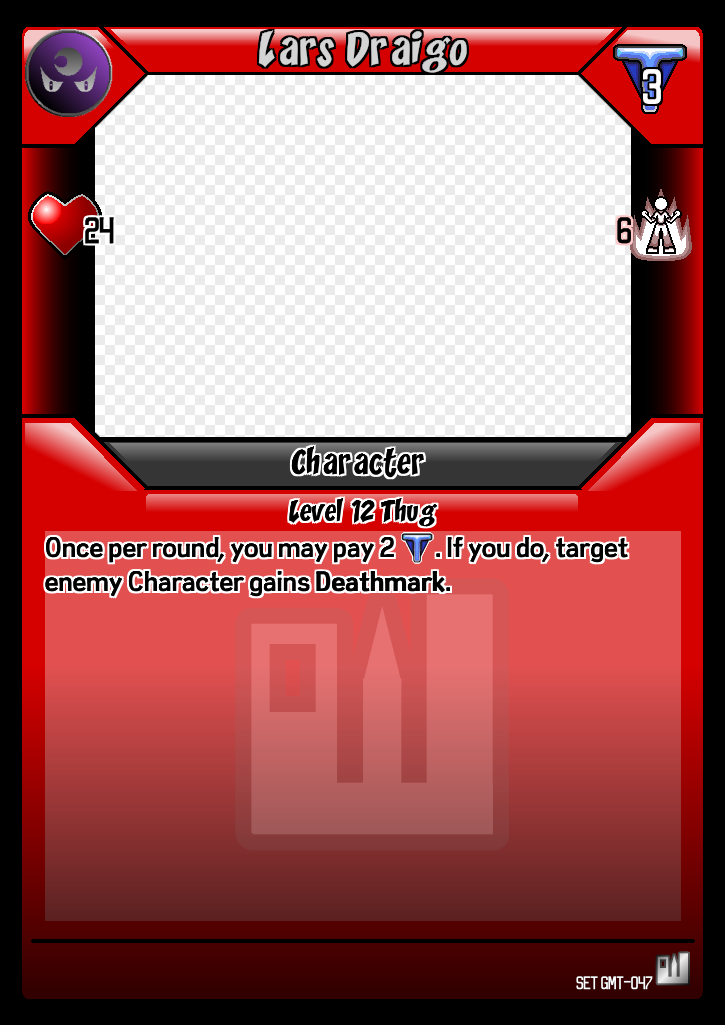 Lars Draigo
3
24
6
Character
Level 12 Thug
Once per round, you may pay 2 . If you do, target
enemy Character gains Deathmark.
SET GMT-047